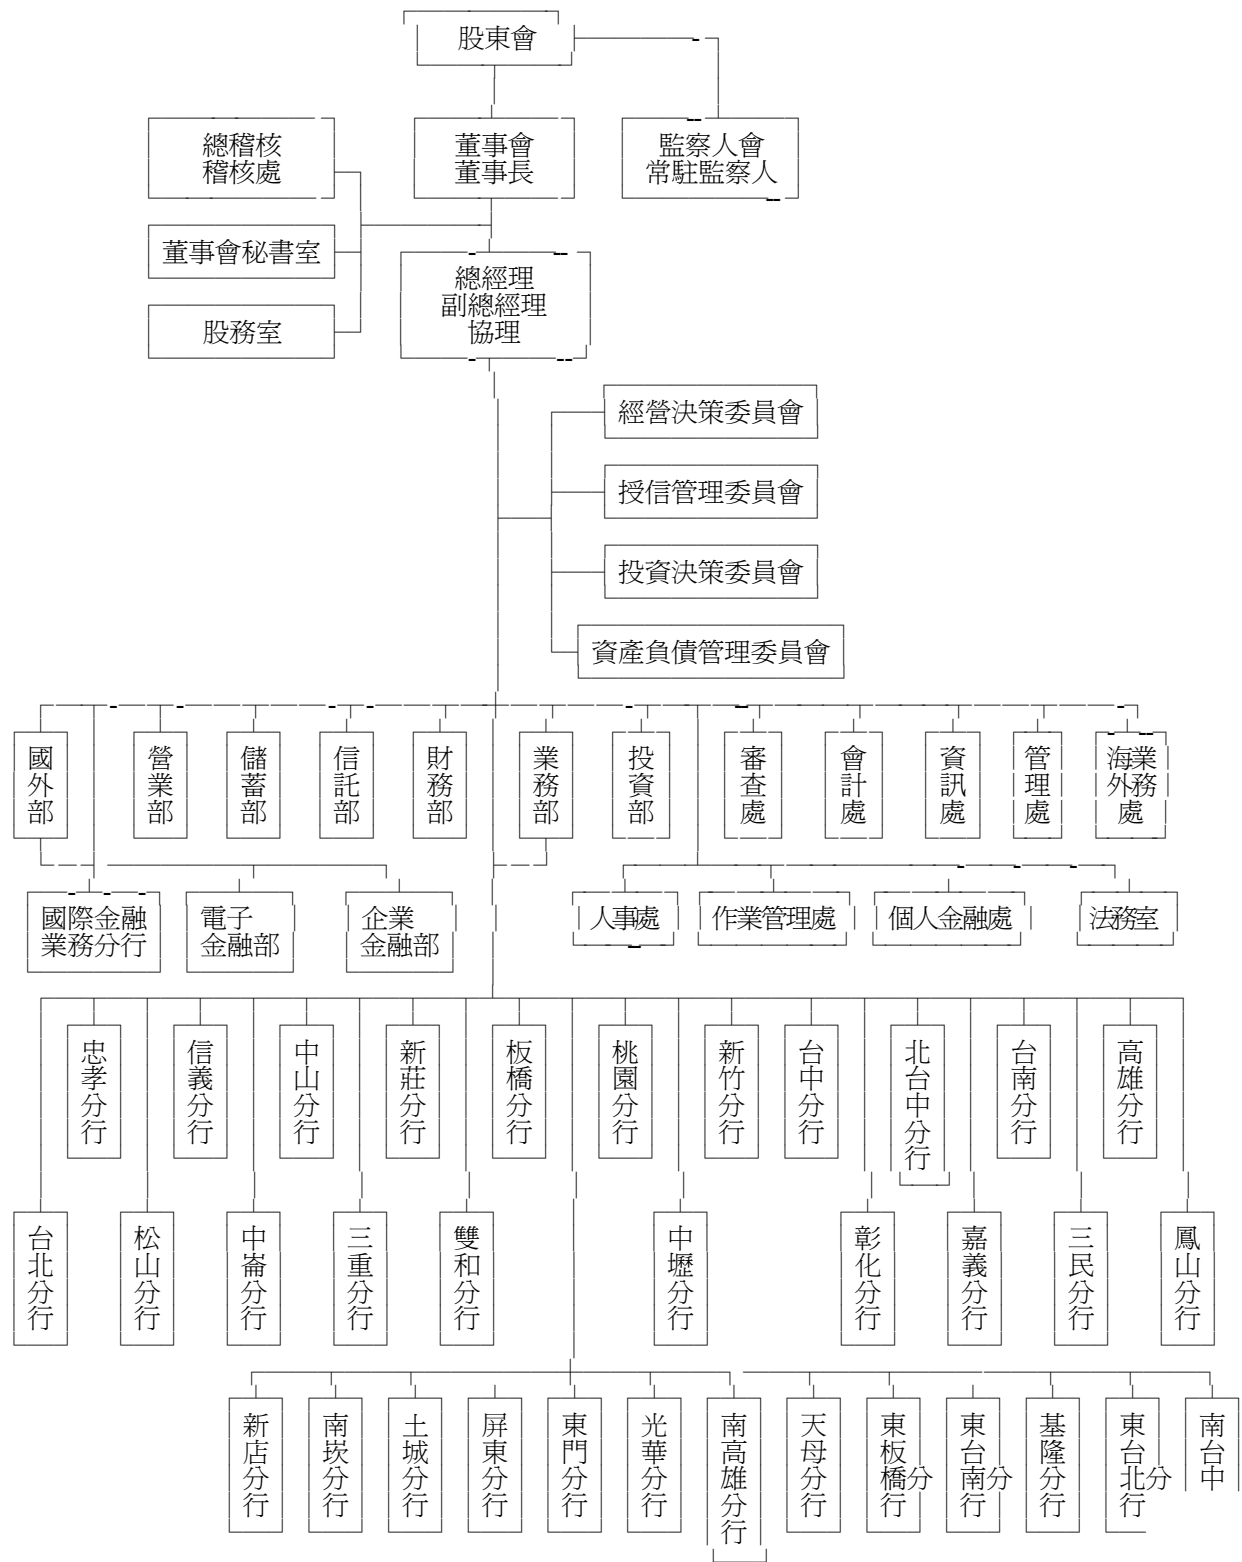 股東會
總稽核
稽核處
董事會
董事長
監察人會
常駐監察人
董事會秘書室
總經理
副總經理
協理
股務室
經營決策委員會
授信管理委員會
投資決策委員會
資產負債管理委員會
國外部
營業部
儲蓄部
信託部
財務部
業務部
投資部
審查處
會計處
資訊處
管理處
海外業務處
國際金融
業務分行
電子
金融部
企業
金融部
人事處
作業管理處
個人金融處
法務室
忠孝分行
信義分行
中山分行
新莊分行
板橋分行
桃園分行
新竹分行
台中分行
北台中分行
台南分行
高雄分行
台北分行
松山分行
中崙分行
三重分行
雙和分行
中壢分行
彰化分行
嘉義分行
三民分行
鳳山分行
新店分行
南崁分行
土城分行
屏東分行
東門分行
光華分行
南高雄分行
天母分行
東板橋分行
東台南分行
基隆分行
東台北分行
南台中